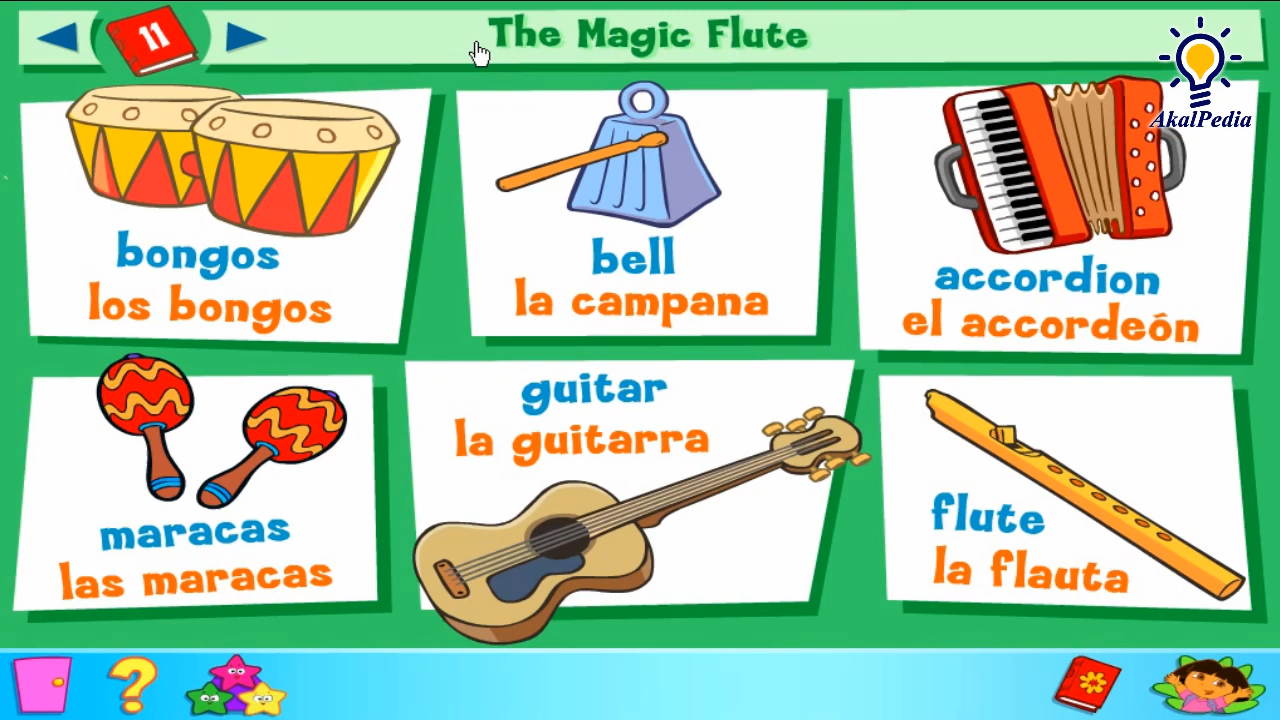 11
The Magic Flute
AkalPedia
bongos
los bongos
bell
la campana
accordion
el accordeón
maracas
las maracas
guitar
la guitarra
flute
la flauta
?